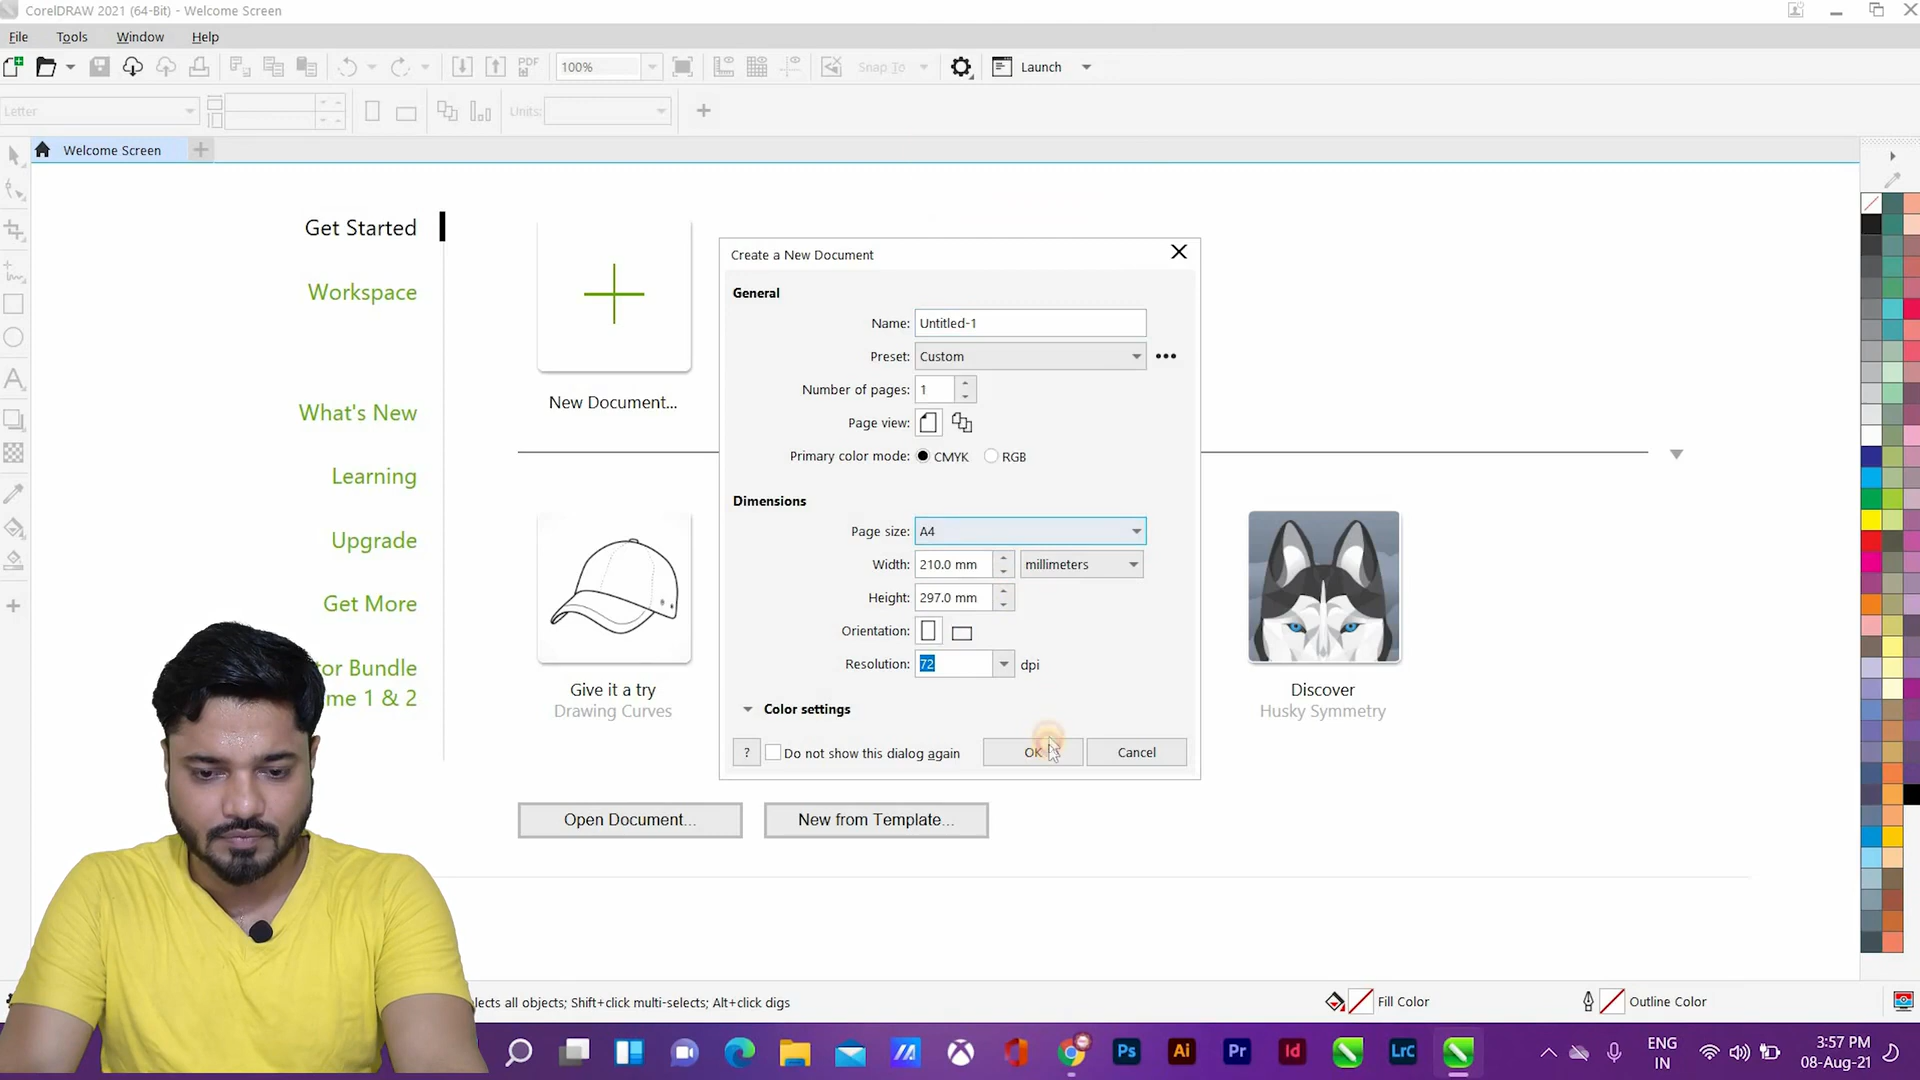 CorelDRAW 2021 (64-Bit) - Welcome Screen
File Tools Window Help
PDF 100% Snap To Launch
Letter Units:
Welcome Screen
Get Started
Workspace
What's New
Learning
Upgrade
Get More
tor Bundle
me 1 & 2
New Document...
Create a New Document
General
Name: Untitled-1
Preset: Custom
Number of pages: 1
Page view:
Primary color mode: CMYK RGB
Dimensions
Page size: A4
Width: 210.0 mm millimeters
Height: 297.0 mm
Orientation:
Resolution: 72 dpi
Color settings
? Do not show this dialog again OK Cancel
Give it a try
Drawing Curves
Discover
Husky Symmetry
Open Document... New from Template...
lects all objects; Shift+click multi-selects; Alt+click digs
Fill Color Outline Color
Ps Ai Pr Id LrC
ENG
IN
3:57 PM
08-Aug-21